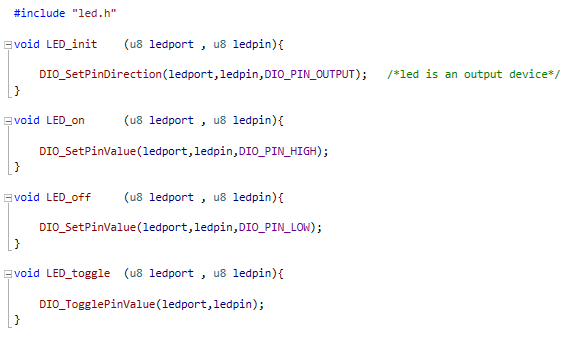 #include "led.h"
void LED_init    (u8 ledport , u8 ledpin){
    DIO_SetPinDirection(ledport,ledpin,DIO_PIN_OUTPUT);   /*led is an output device*/
}
void LED_on      (u8 ledport , u8 ledpin){
    DIO_SetPinValue(ledport,ledpin,DIO_PIN_HIGH);
}
void LED_off     (u8 ledport , u8 ledpin){
    DIO_SetPinValue(ledport,ledpin,DIO_PIN_LOW);
}
void LED_toggle  (u8 ledport , u8 ledpin){
    DIO_TogglePinValue(ledport,ledpin);
}